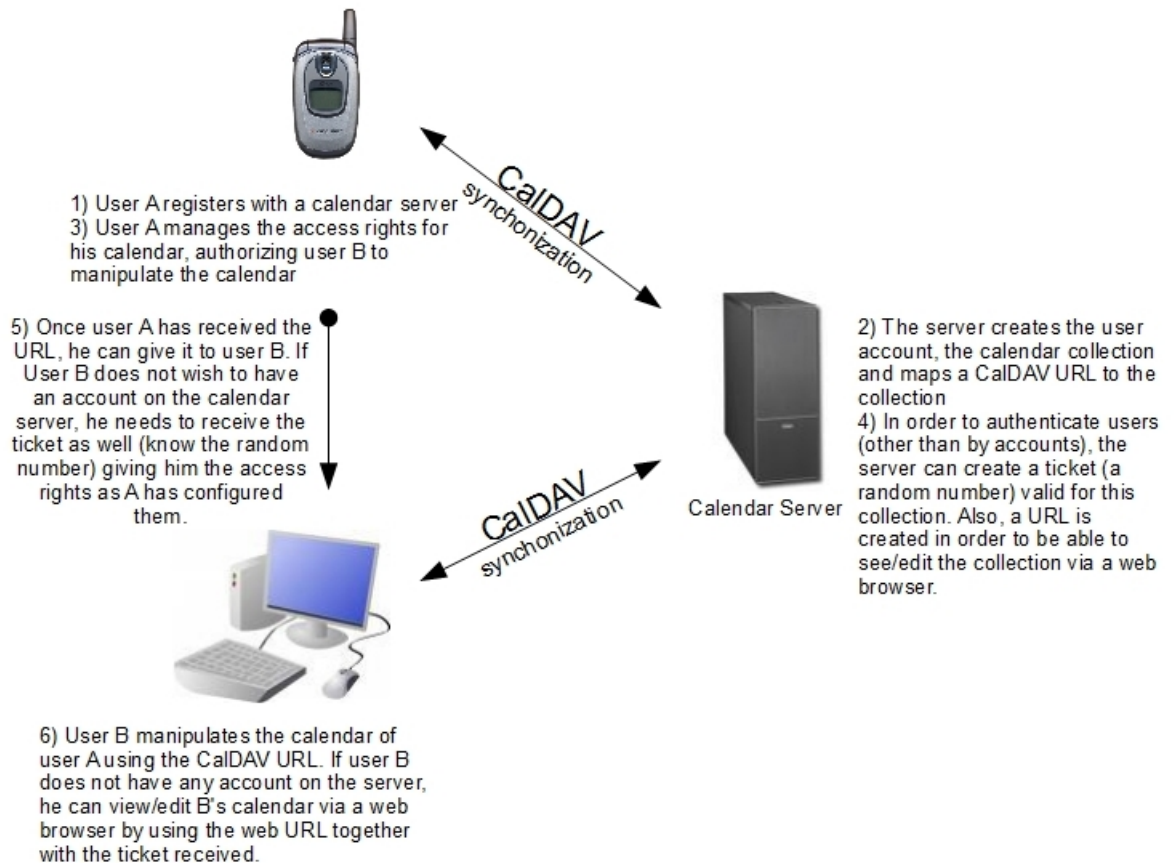 1) User A registers with a calendar server
3) User A manages the access rights for
his calendar, authorizing user B to
manipulate the calendar
CalDAV
synchonization
5) Once user A has received the
URL, he can give it to user B. If
User B does not wish to have
an account on the calendar
server, he needs to receive the
ticket as well (know the random
number) giving him the access
rights as A has configured
them.
2) The server creates the user
account, the calendar collection
and maps a CalDAV URL to the
collection
4) In order to authenticate users
(other than by accounts), the
server can create a ticket (a
random number) valid for this
collection. Also, a URL is
created in order to be able to
see/edit the collection via a web
browser.
Calendar Server
CalDAV
synchonization
6) User B manipulates the calendar of
user A using the CalDAV URL. If user B
does not have any account on the server,
he can view/edit B's calendar via a web
browser by using the web URL together
with the ticket received.